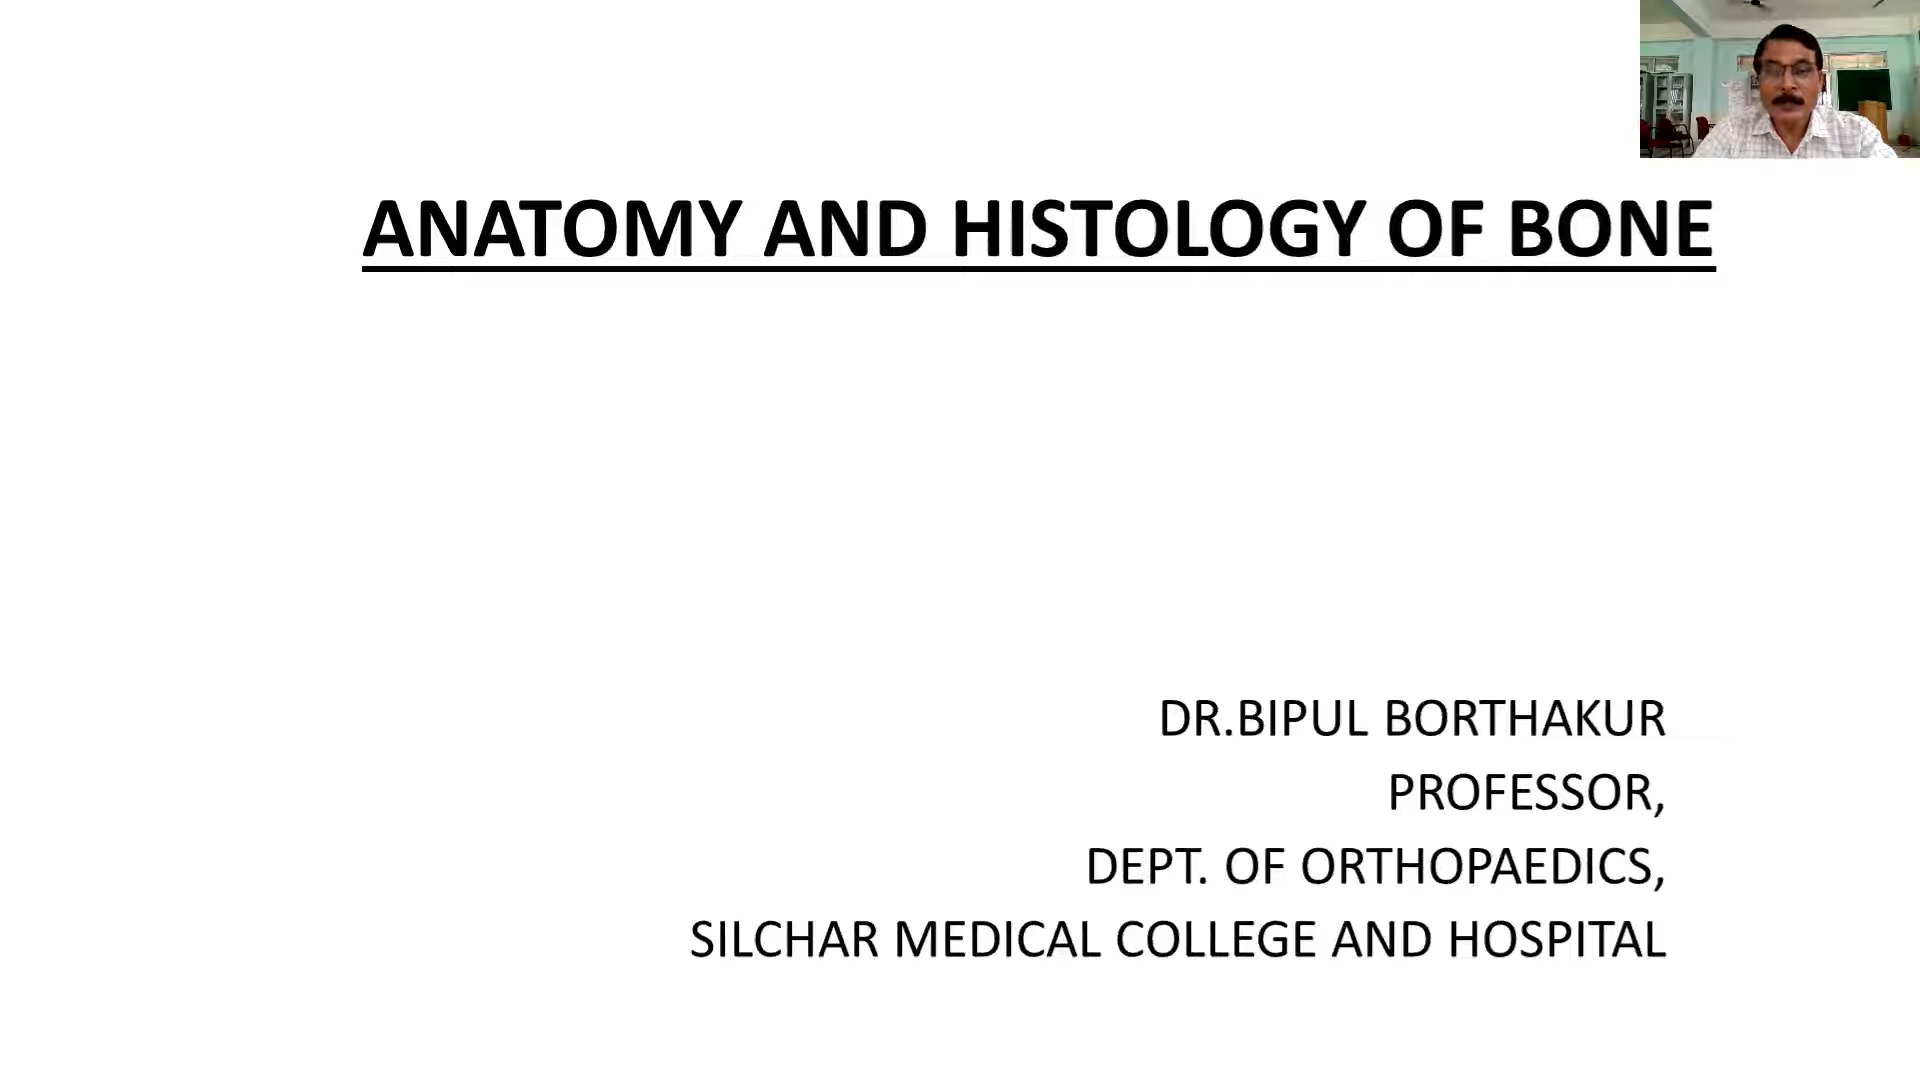 ANATOMY AND HISTOLOGY OF BONE
DR.BIPUL BORTHAKUR
PROFESSOR,
DEPT. OF ORTHOPAEDICS,
SILCHAR MEDICAL COLLEGE AND HOSPITAL